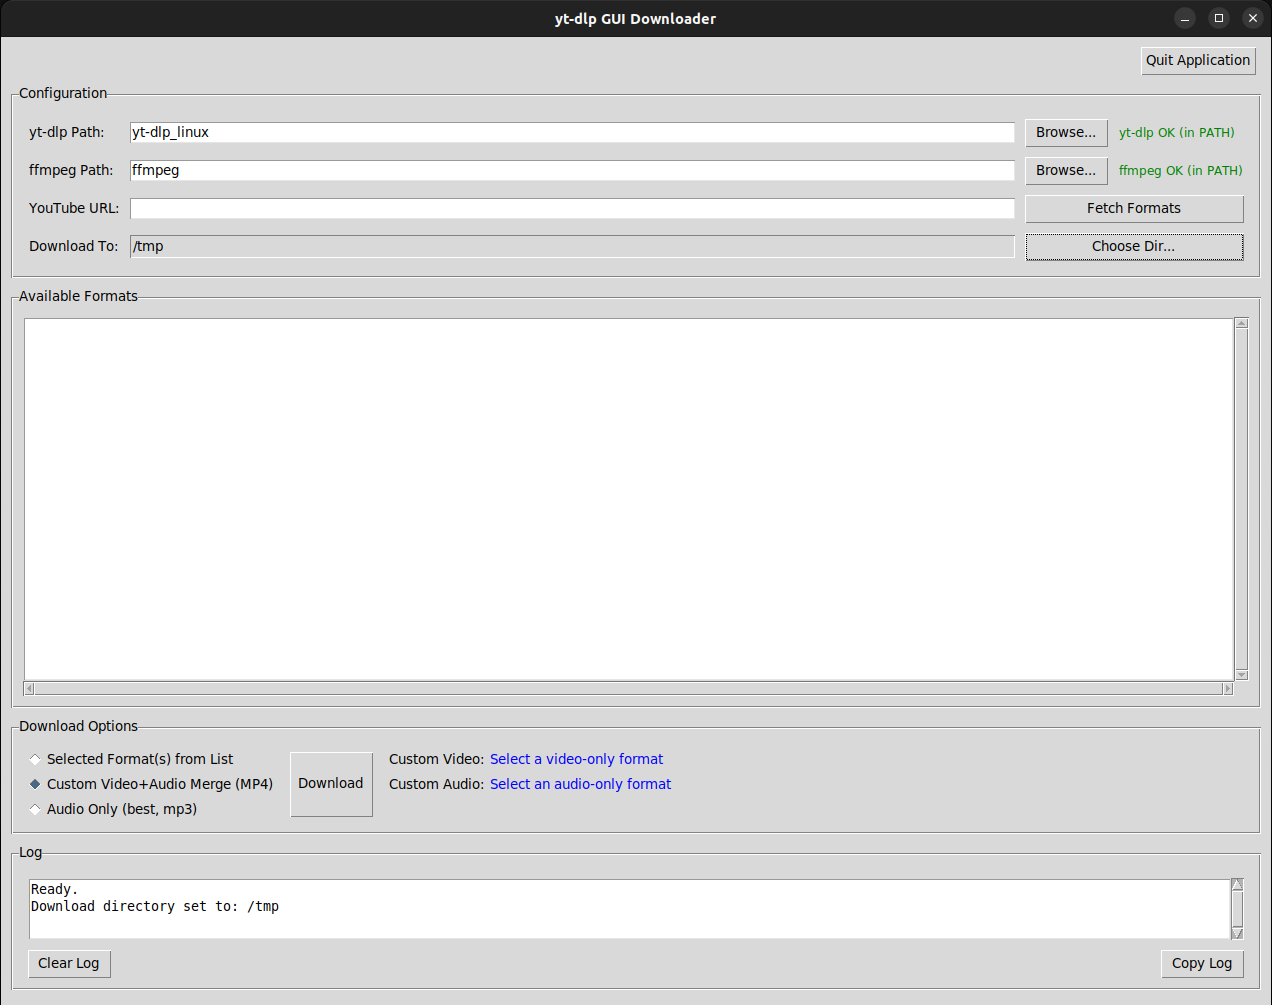 yt-dlp GUI Downloader
Quit Application
Configuration
yt-dlp Path: yt-dlp_linux Browse... yt-dlp OK (in PATH)
ffmpeg Path: ffmpeg Browse... ffmpeg OK (in PATH)
YouTube URL: Fetch Formats
Download To: /tmp Choose Dir...
Available Formats
Download Options
Selected Format(s) from List
Custom Video+Audio Merge (MP4)
Audio Only (best, mp3)
Download
Custom Video: Select a video-only format
Custom Audio: Select an audio-only format
Log
Ready.
Download directory set to: /tmp
Clear Log Copy Log